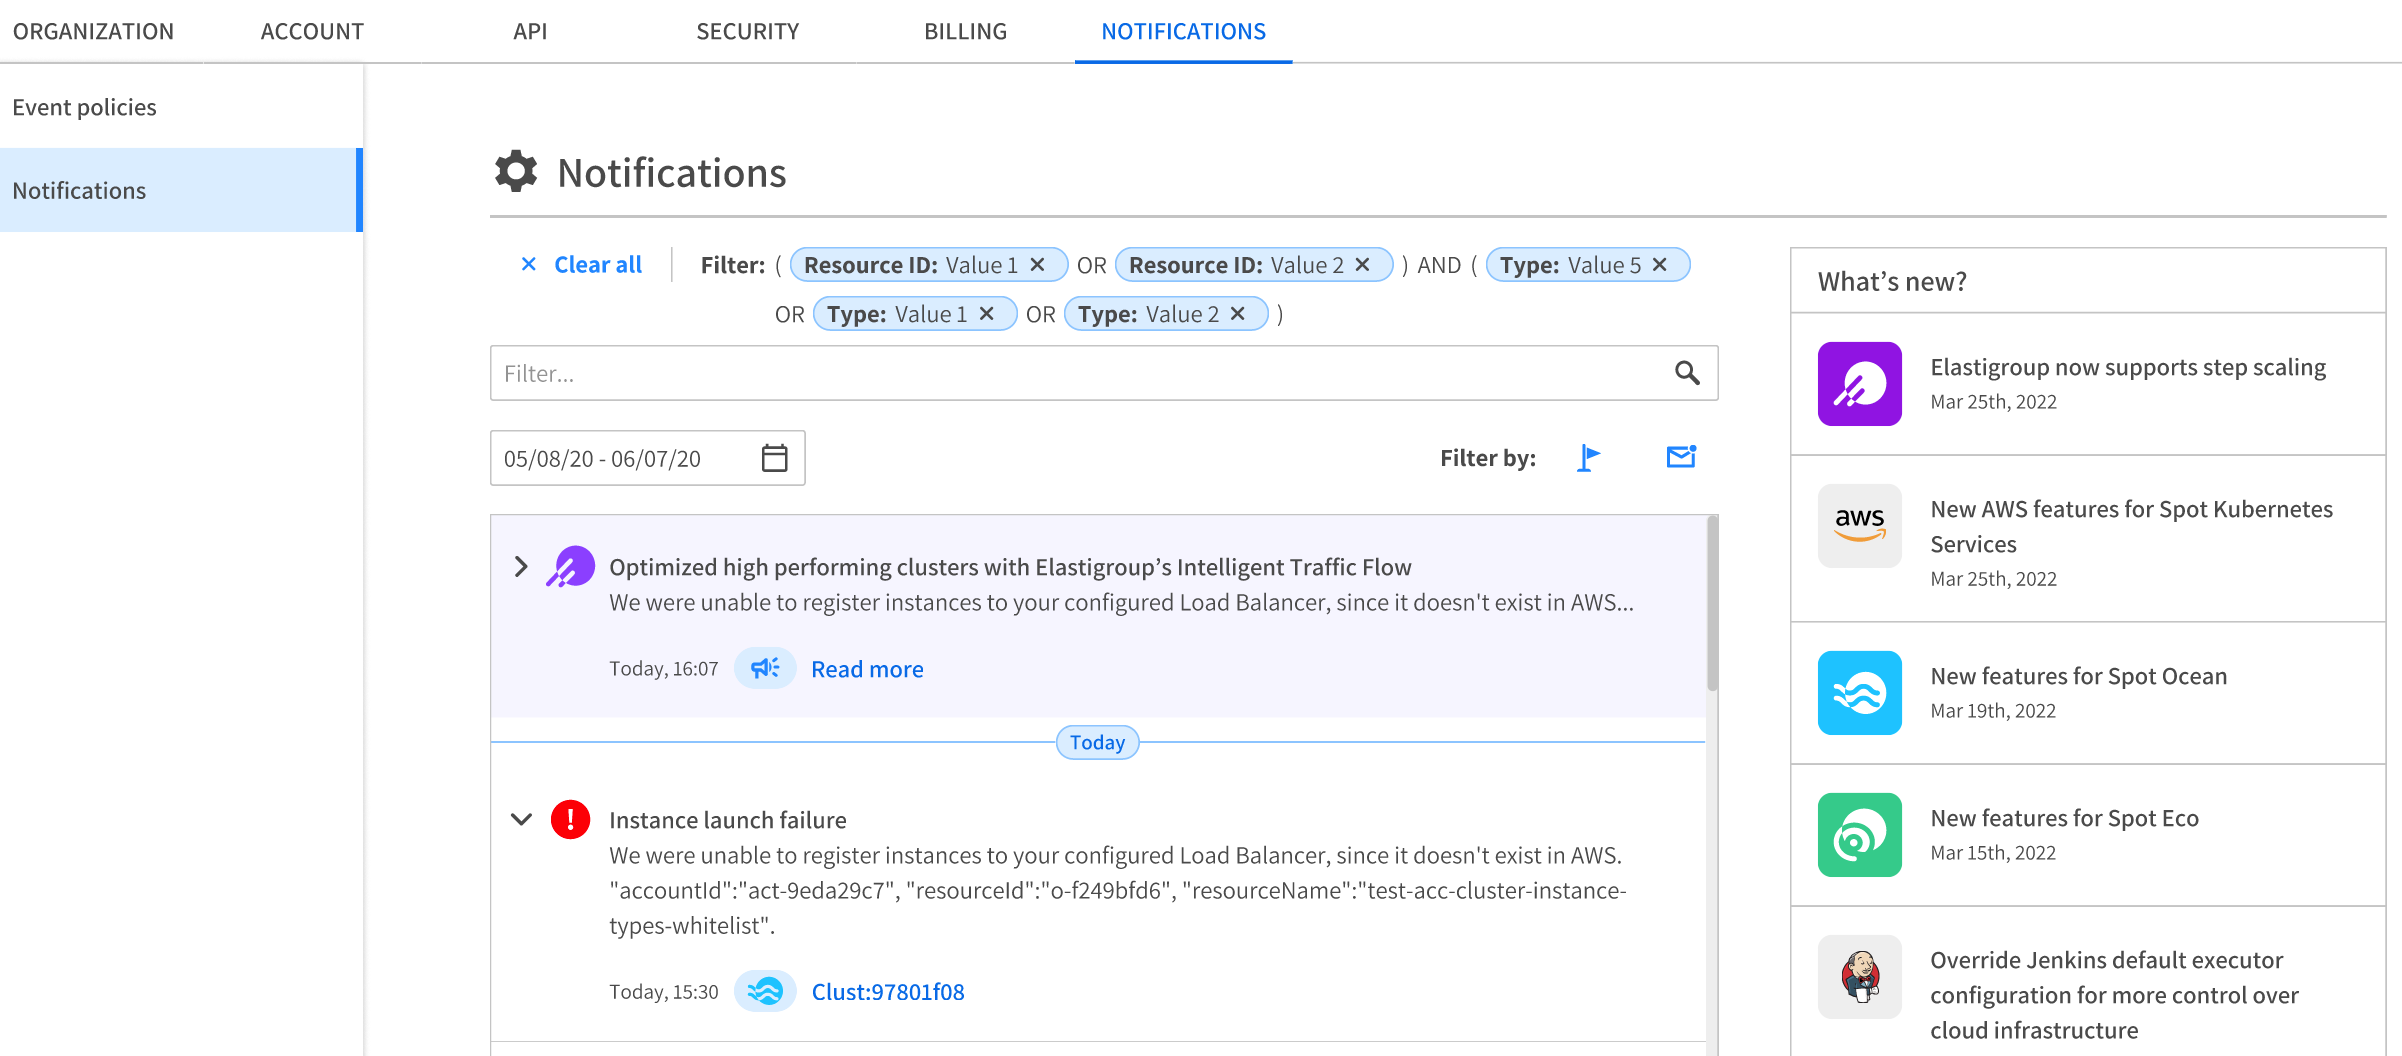 ORGANIZATION ACCOUNT API SECURITY BILLING NOTIFICATIONS
Event policies
Notifications
Notifications
Clear all
Filter: ( Resource ID: Value 1 OR Resource ID: Value 2 ) AND ( Type: Value 5
OR Type: Value 1 OR Type: Value 2 )
Filter...
05/08/20 - 06/07/20
Filter by:
Optimized high performing clusters with Elastigroup’s Intelligent Traffic Flow
We were unable to register instances to your configured Load Balancer, since it doesn't exist in AWS...
Today, 16:07 Read more
Today
Instance launch failure
We were unable to register instances to your configured Load Balancer, since it doesn't exist in AWS.
"accountId":"act-9eda29c7", "resourceId":"o-f249bfd6", "resourceName":"test-acc-cluster-instance-
types-whitelist".
Today, 15:30 Clust:97801f08
What’s new?
Elastigroup now supports step scaling
Mar 25th, 2022
aws
New AWS features for Spot Kubernetes
Services
Mar 25th, 2022
New features for Spot Ocean
Mar 19th, 2022
New features for Spot Eco
Mar 15th, 2022
Override Jenkins default executor
configuration for more control over
cloud infrastructure